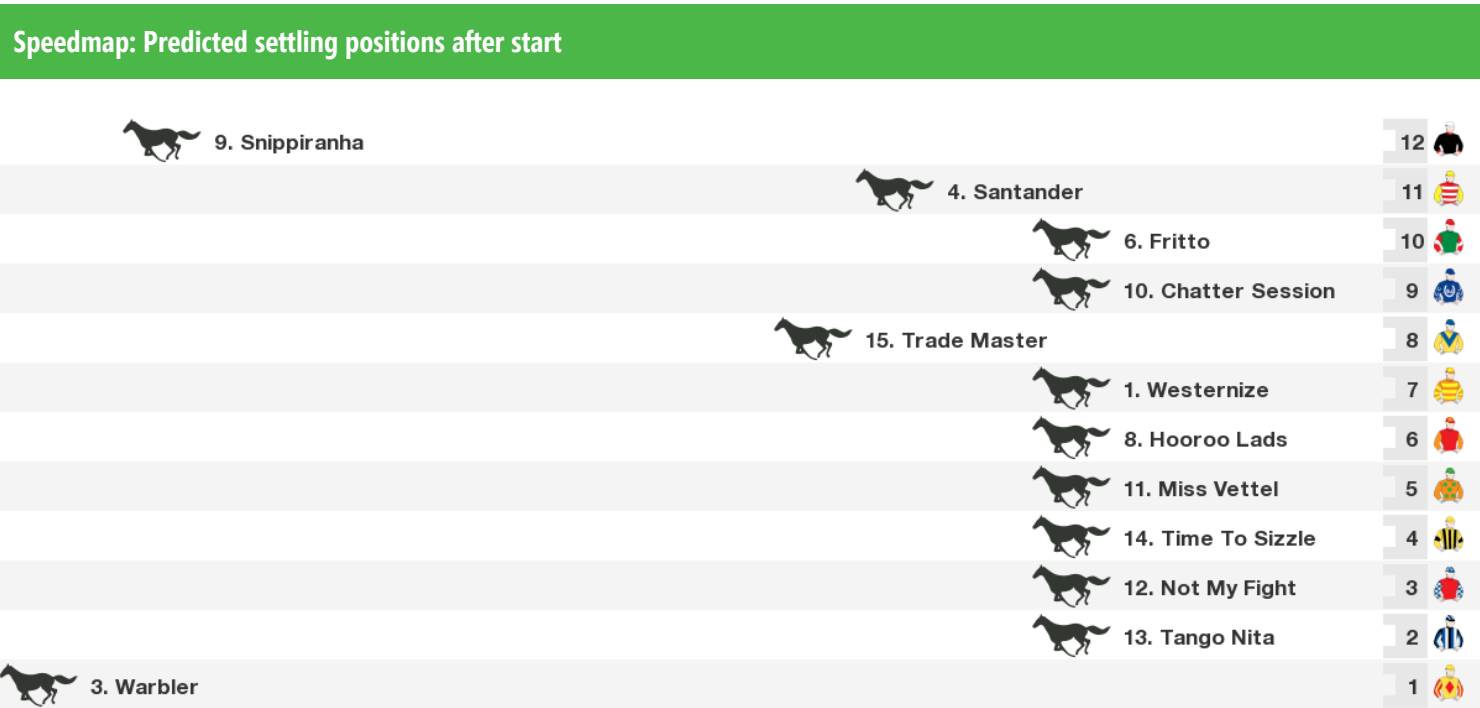 Speedmap: Predicted settling positions after start
9. Snippiranha 12
4. Santander 11
6. Fritto 10
10. Chatter Session 9
15. Trade Master 8
1. Westernize 7
8. Hooroo Lads 6
11. Miss Vettel 5
14. Time To Sizzle 4
12. Not My Fight 3
13. Tango Nita 2
3. Warbler 1